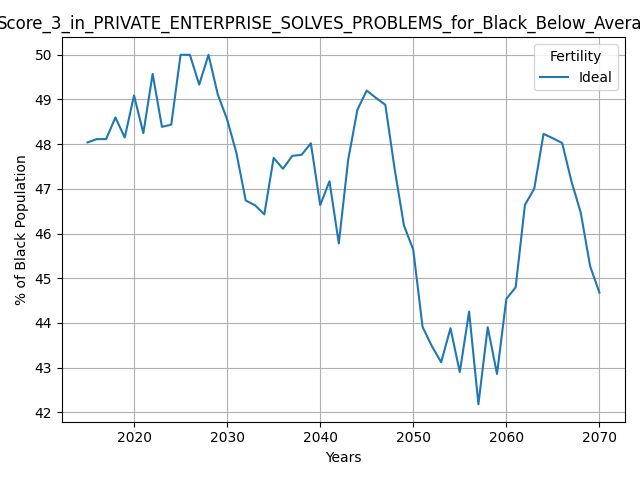 Score_3_in_PRIVATE_ENTERPRISE_SOLVES_PROBLEMS_for_Black_Below_Avera
Fertility
Ideal
50
49
48
47
46
45
44
43
42
% of Black Population
2020 2030 2040 2050 2060 2070
Years